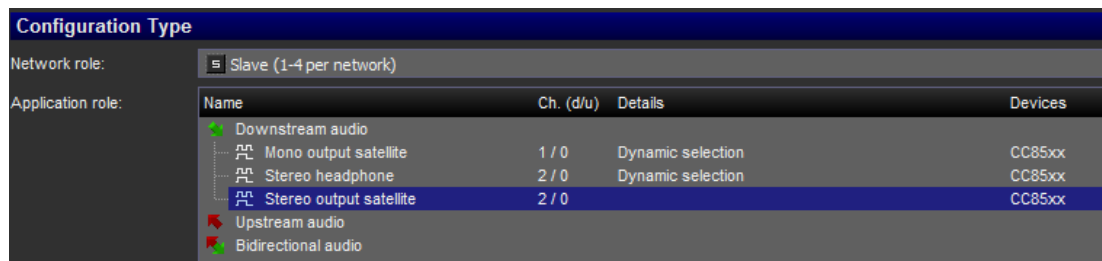 Configuration Type
Network role: S Slave (1-4 per network)
Application role: Name Ch. (d/u) Details Devices
Downstream audio
Mono output satellite 1 / 0 Dynamic selection CC85xx
Stereo headphone 2 / 0 Dynamic selection CC85xx
Stereo output satellite 2 / 0 CC85xx
Upstream audio
Bidirectional audio